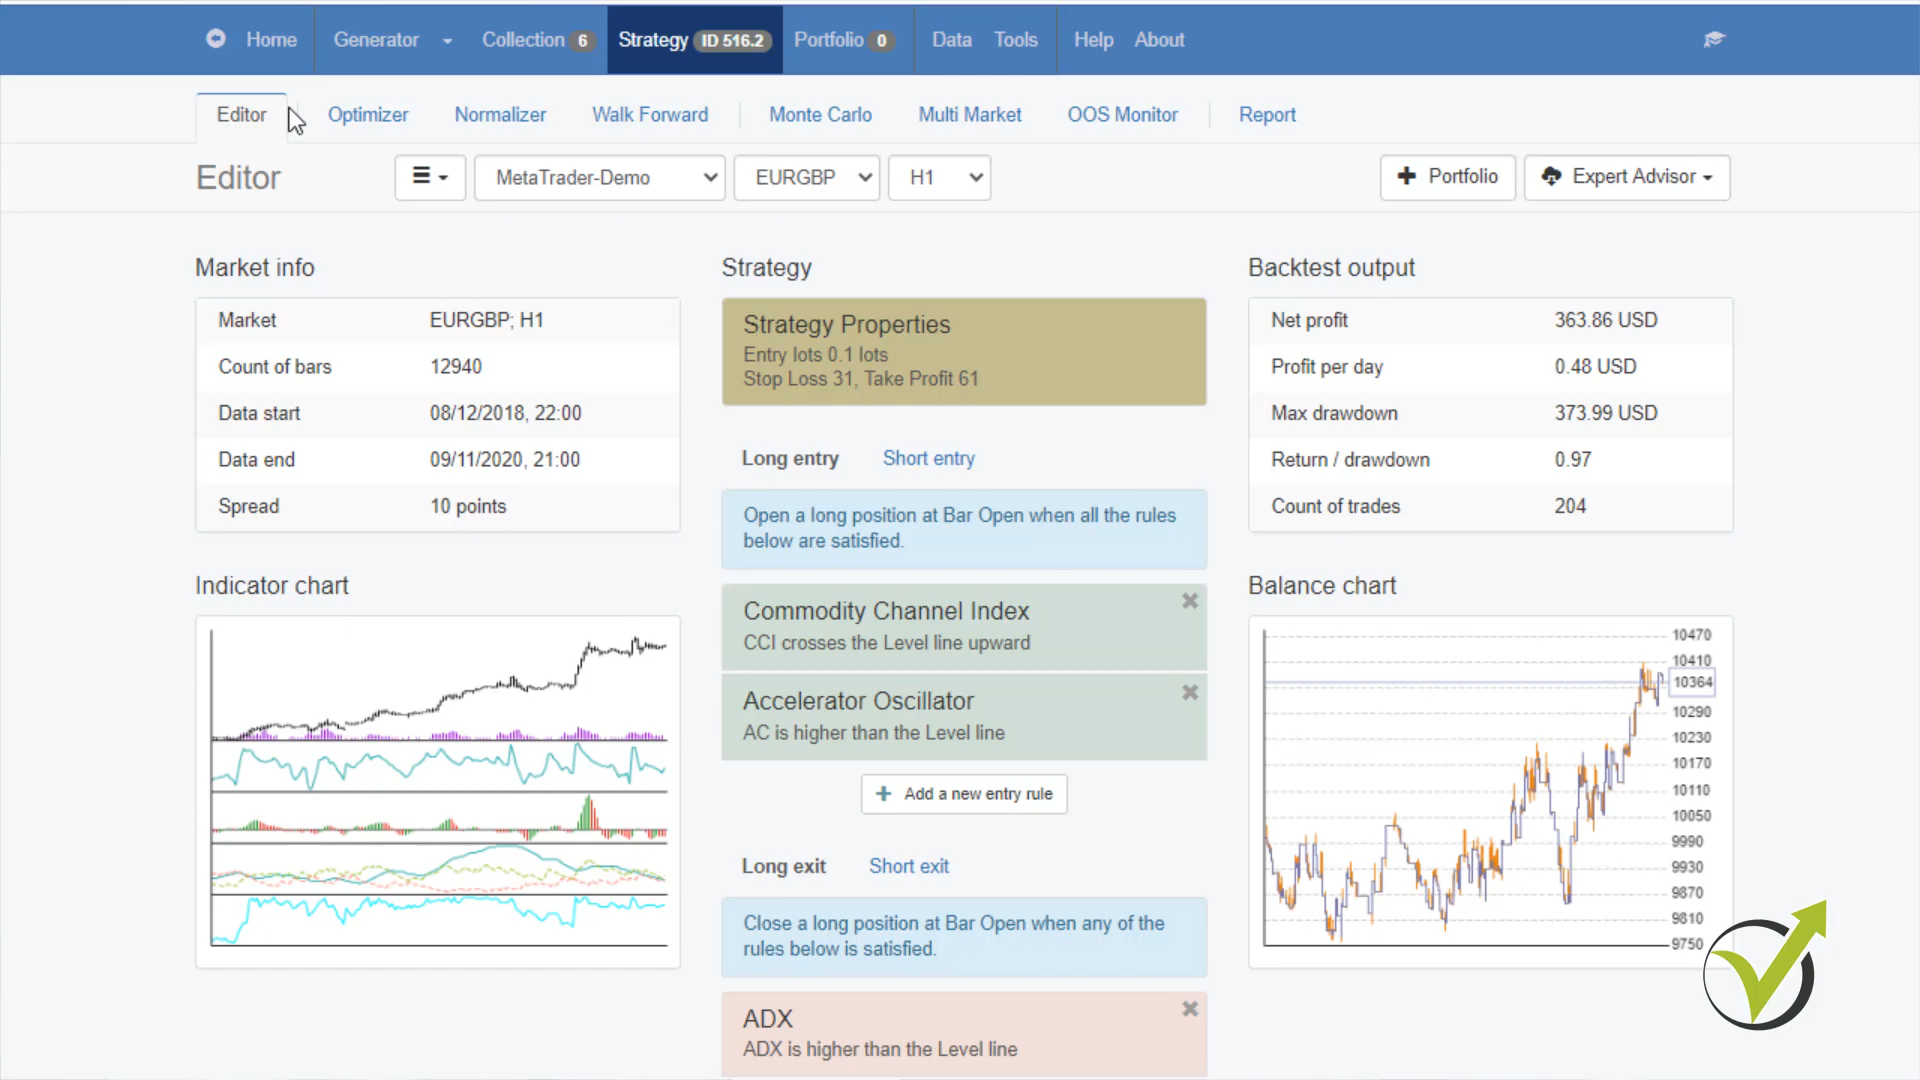 Home Generator Collection 6 Strategy ID 516.2 Portfolio 0 Data Tools Help About
Editor Optimizer Normalizer Walk Forward Monte Carlo Multi Market OOS Monitor Report
Editor MetaTrader-Demo EURGBP H1 Portfolio Expert Advisor
Market info
Market EURGBP; H1
Count of bars 12940
Data start 08/12/2018, 22:00
Data end 09/11/2020, 21:00
Spread 10 points
Indicator chart
Strategy
Strategy Properties
Entry lots 0.1 lots
Stop Loss 31, Take Profit 61
Long entry Short entry
Open a long position at Bar Open when all the rules
below are satisfied.
Commodity Channel Index
CCI crosses the Level line upward
Accelerator Oscillator
AC is higher than the Level line
Add a new entry rule
Long exit Short exit
Close a long position at Bar Open when any of the
rules below is satisfied.
ADX
ADX is higher than the Level line
Backtest output
Net profit 363.86 USD
Profit per day 0.48 USD
Max drawdown 373.99 USD
Return / drawdown 0.97
Count of trades 204
Balance chart
10470
10410
10364
10290
10230
10170
10110
10050
9990
9930
9870
9810
9750